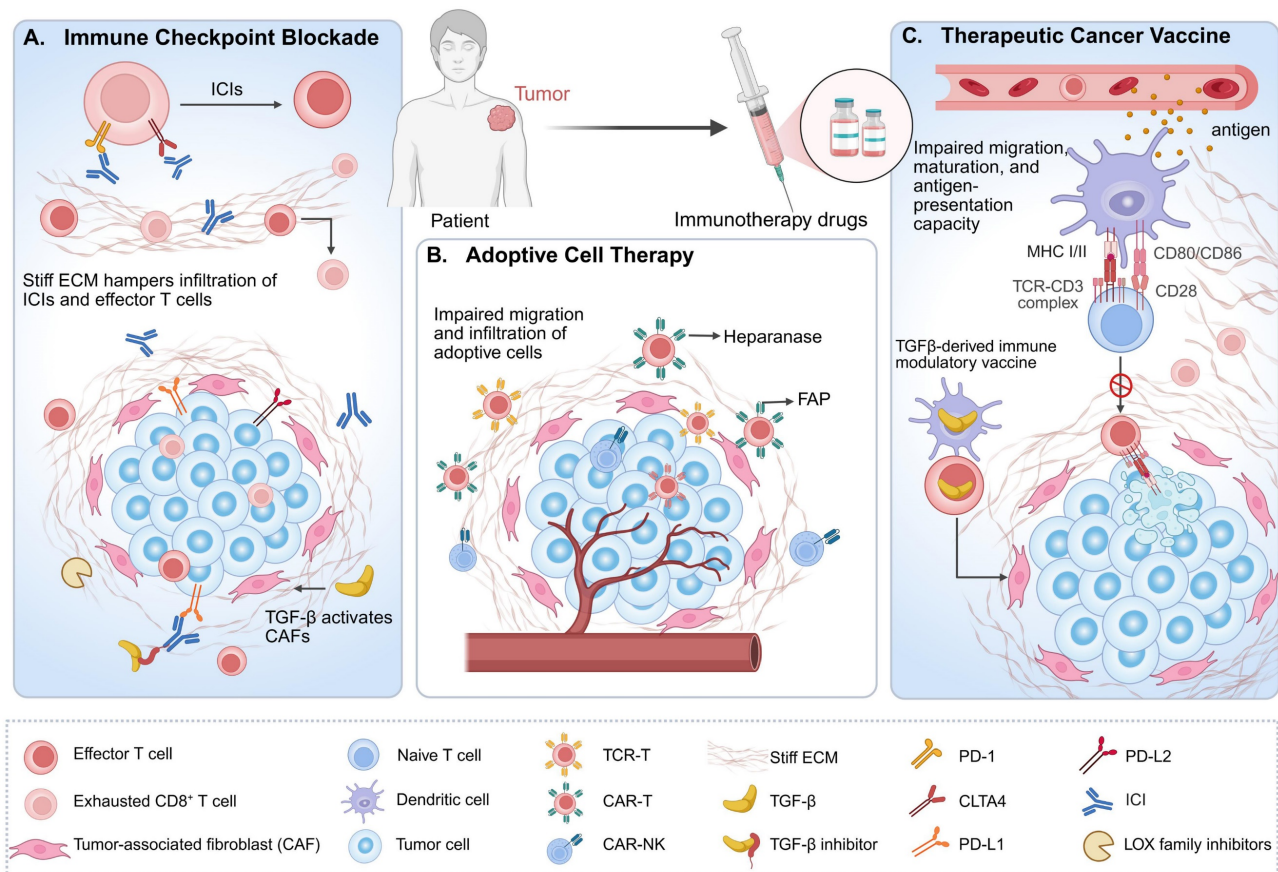 A. Immune Checkpoint Blockade
ICIs
Stiff ECM hampers infiltration of
ICIs and effector T cells
TGF-β activates
CAFs
Tumor
Patient
Immunotherapy drugs
B. Adoptive Cell Therapy
Impaired migration
and infiltration of
adoptive cells
Heparanase
FAP
C. Therapeutic Cancer Vaccine
antigen
Impaired migration,
maturation, and
antigen-
presentation
capacity
MHC I/II
CD80/CD86
TCR-CD3
complex
CD28
TGFβ-derived immune
modulatory vaccine
Effector T cell
Naive T cell
TCR-T
Stiff ECM
PD-1
PD-L2
Exhausted CD8⁺ T cell
Dendritic cell
CAR-T
TGF-β
CLTA4
ICI
Tumor-associated fibroblast (CAF)
Tumor cell
CAR-NK
TGF-β inhibitor
PD-L1
LOX family inhibitors